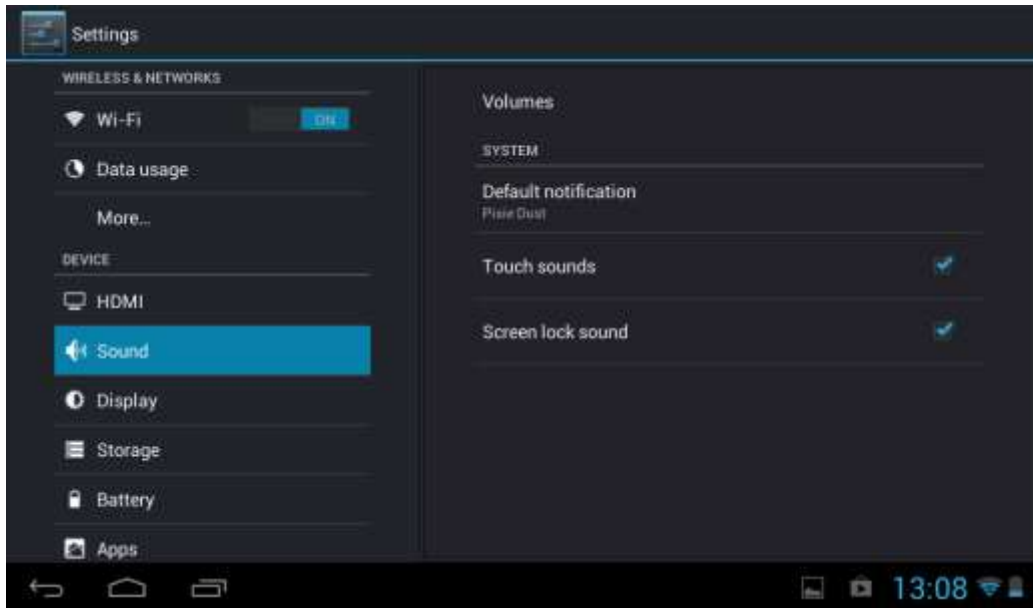 Settings
WIRELESS & NETWORKS
Wi-Fi
ON
Data usage
More...
DEVICE
HDMI
Sound
Display
Storage
Battery
Apps
Volumes
SYSTEM
Default notification
Pixie Dust
Touch sounds
Screen lock sound
13:08